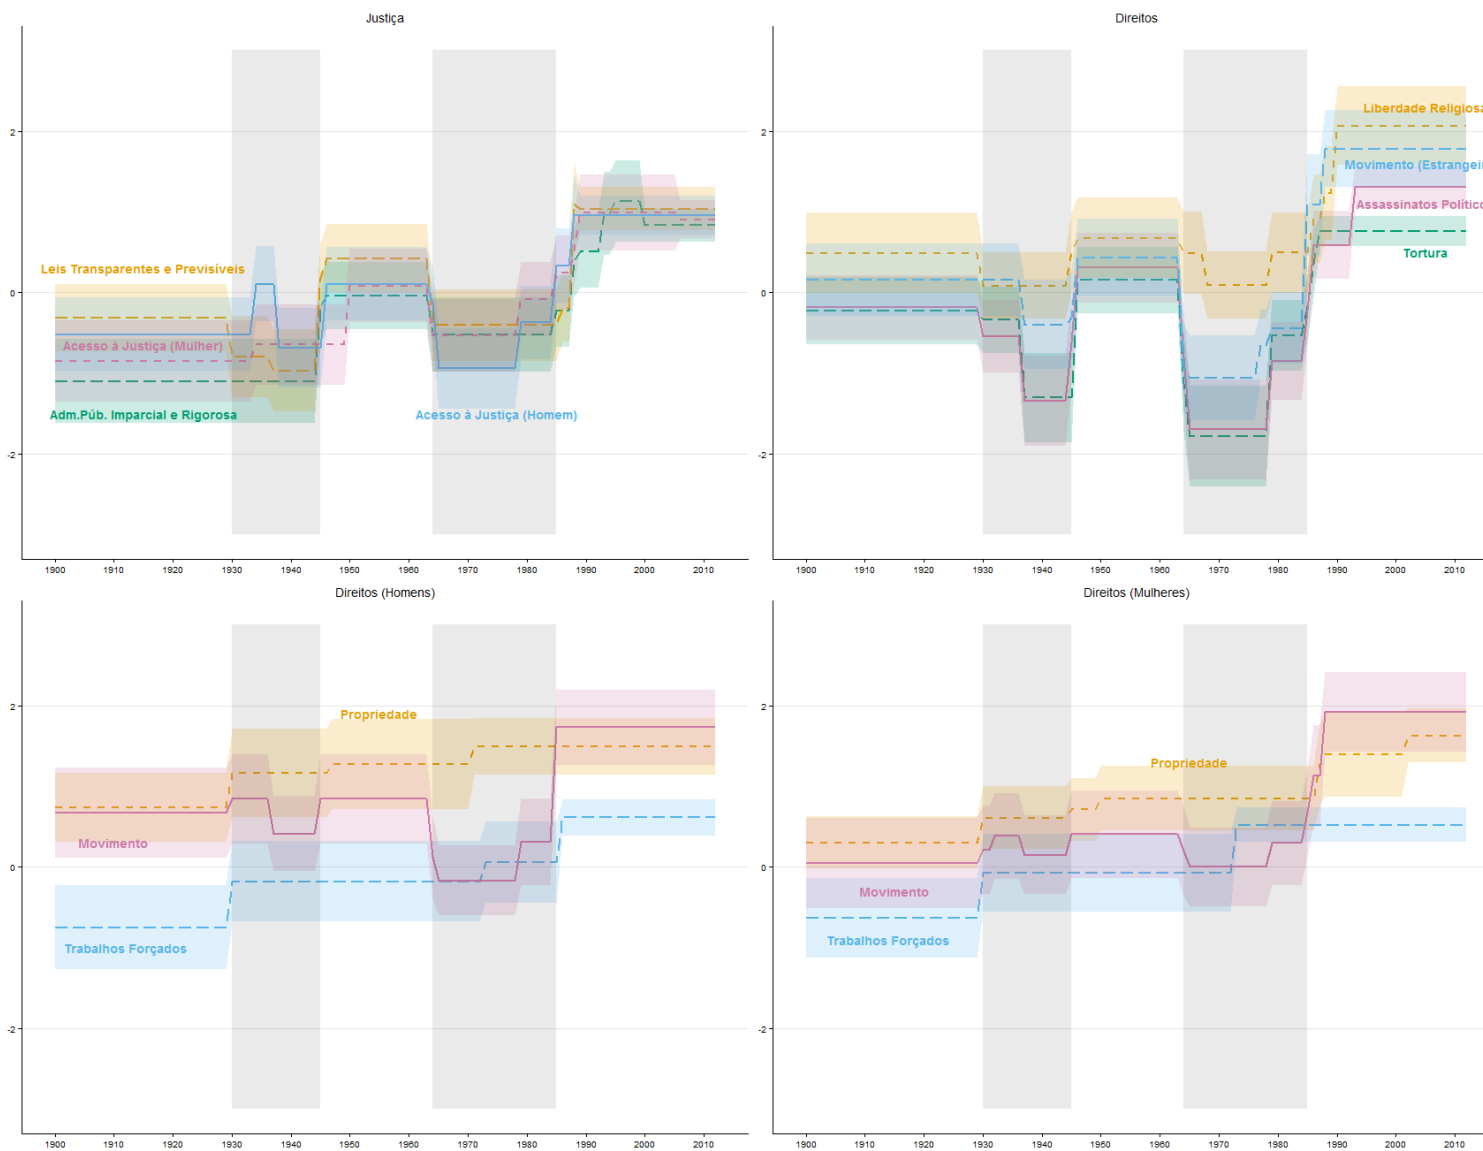 Justiça
2
0
-2
Leis Transparentes e Previsíveis
Acesso à Justiça (Mulher)
Adm.Púb. Imparcial e Rigorosa
Acesso à Justiça (Homem)
1900 1910 1920 1930 1940 1950 1960 1970 1980 1990 2000 2010
Direitos
2
0
-2
Liberdade Religiosa
Movimento (Estrangei
Assassinatos Polític
Tortura
1900 1910 1920 1930 1940 1950 1960 1970 1980 1990 2000 2010
Direitos (Homens)
2
0
-2
Propriedade
Movimento
Trabalhos Forçados
1900 1910 1920 1930 1940 1950 1960 1970 1980 1990 2000 2010
Direitos (Mulheres)
2
0
-2
Propriedade
Movimento
Trabalhos Forçados
1900 1910 1920 1930 1940 1950 1960 1970 1980 1990 2000 2010